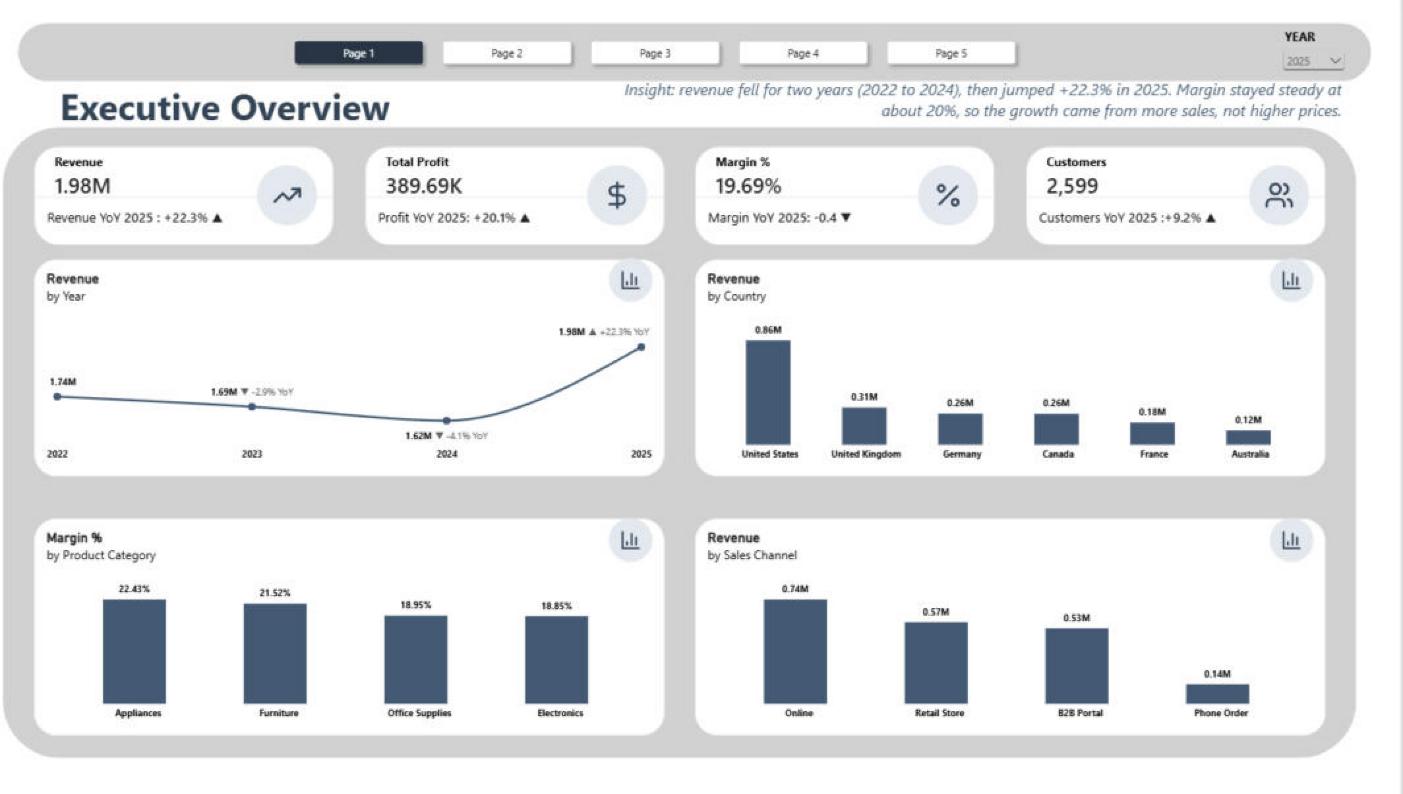 Page 1
Page 2
Page 3
Page 4
Page 5
YEAR
2025
Executive Overview
Insight: revenue fell for two years (2022 to 2024), then jumped +22.3% in 2025. Margin stayed steady at
about 20%, so the growth came from more sales, not higher prices.
Revenue
1.98M
Revenue YoY 2025 : +22.3% ▲
Total Profit
389.69K
Profit YoY 2025: +20.1% ▲
Margin %
19.69%
Margin YoY 2025: -0.4 ▼
Customers
2,599
Customers YoY 2025 :+9.2% ▲
Revenue
by Year
1.98M ▲ +22.3% YoY
1.74M
1.69M ▼ -2.9% YoY
1.62M ▼ -4.1% YoY
2022
2023
2024
2025
Revenue
by Country
0.86M
0.31M
0.26M
0.26M
0.18M
0.12M
United States
United Kingdom
Germany
Canada
France
Australia
Margin %
by Product Category
22.43%
21.52%
18.95%
18.85%
Appliances
Furniture
Office Supplies
Electronics
Revenue
by Sales Channel
0.74M
0.57M
0.53M
0.14M
Online
Retail Store
B2B Portal
Phone Order